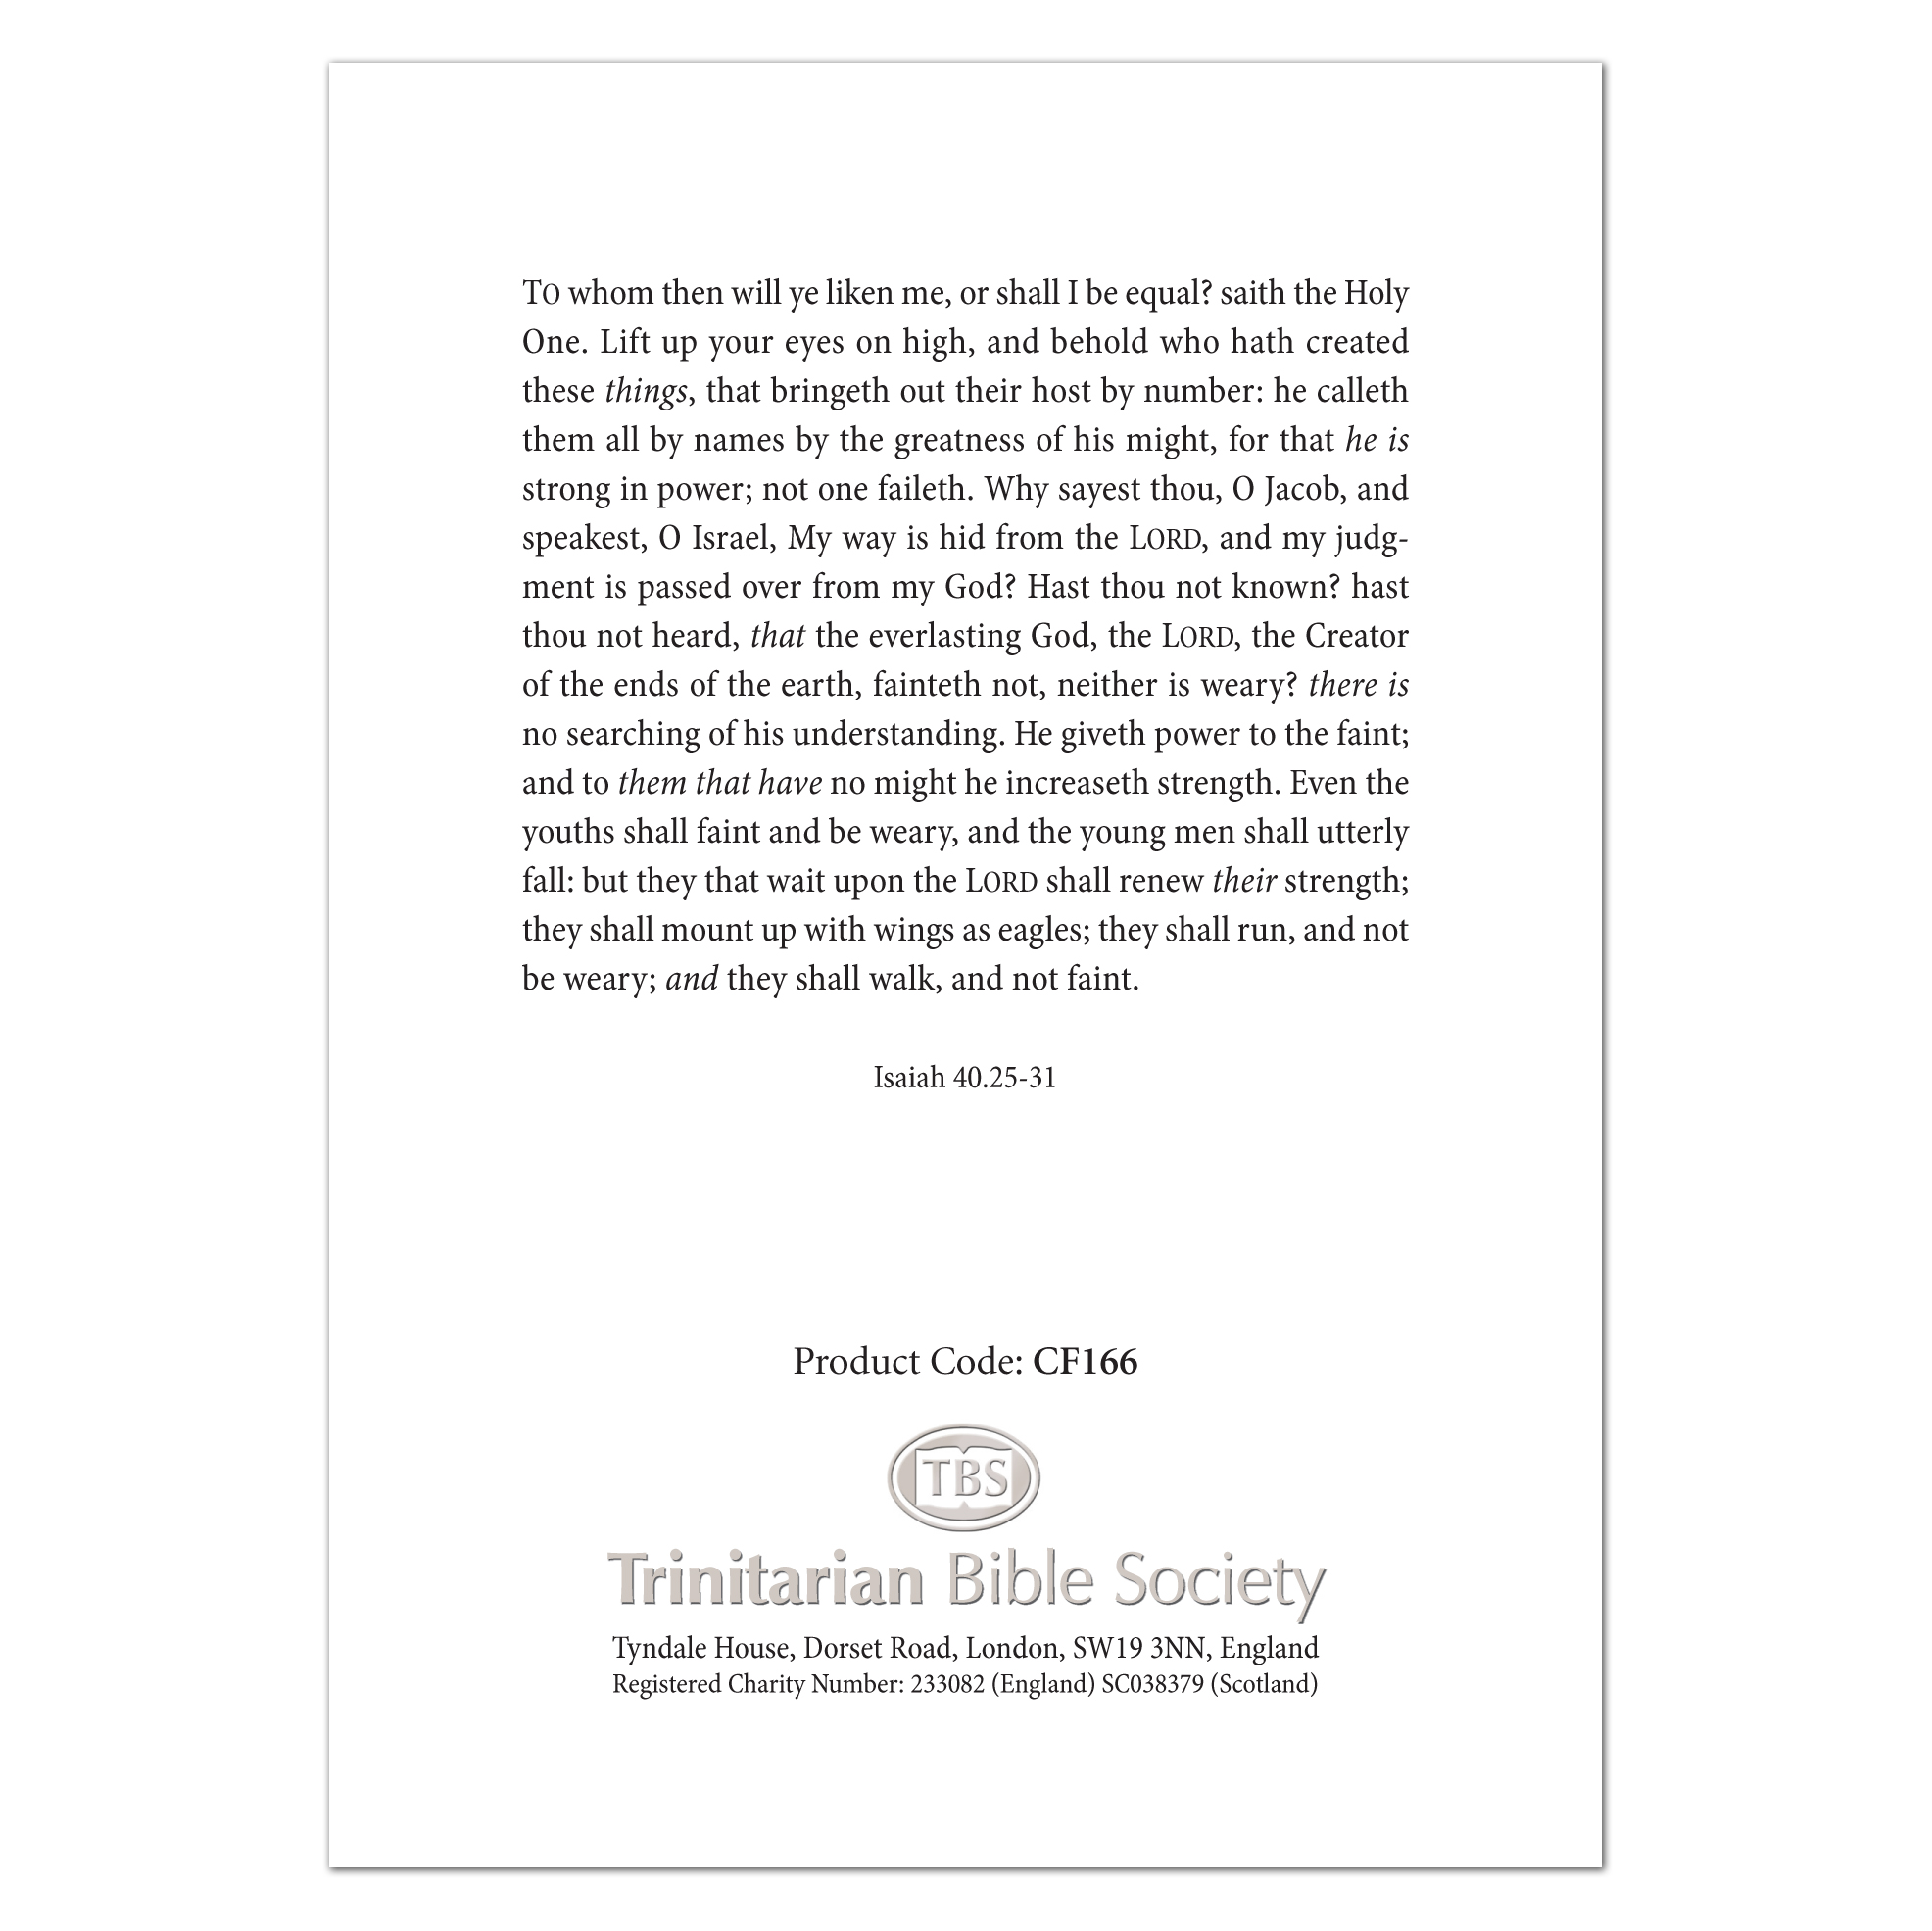 TO whom then will ye liken me, or shall I be equal? saith the Holy
One. Lift up your eyes on high, and behold who hath created
these things, that bringeth out their host by number: he calleth
them all by names by the greatness of his might, for that he is
strong in power; not one faileth. Why sayest thou, O Jacob, and
speakest, O Israel, My way is hid from the LORD, and my judg-
ment is passed over from my God? Hast thou not known? hast
thou not heard, that the everlasting God, the LORD, the Creator
of the ends of the earth, fainteth not, neither is weary? there is
no searching of his understanding. He giveth power to the faint;
and to them that have no might he increaseth strength. Even the
youths shall faint and be weary, and the young men shall utterly
fall: but they that wait upon the LORD shall renew their strength;
they shall mount up with wings as eagles; they shall run, and not
be weary; and they shall walk, and not faint.
Isaiah 40.25-31
Product Code: CF166
TBS
Trinitarian Bible Society
Tyndale House, Dorset Road, London, SW19 3NN, England
Registered Charity Number: 233082 (England) SC038379 (Scotland)